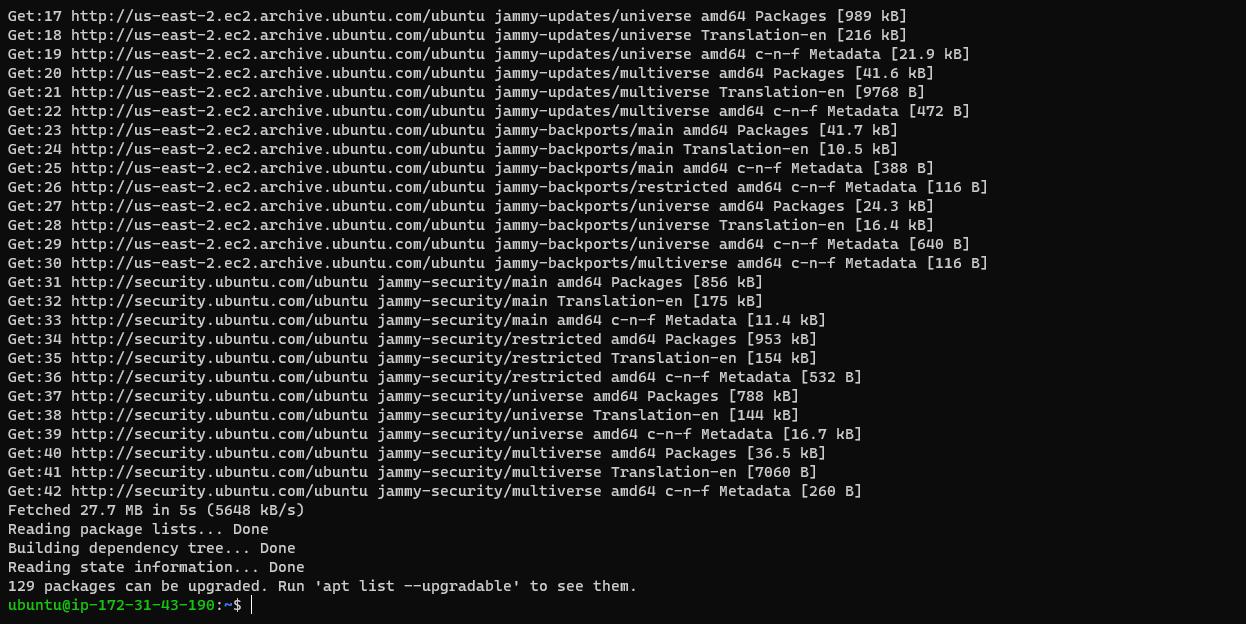 Get:17 http://us-east-2.ec2.archive.ubuntu.com/ubuntu jammy-updates/universe amd64 Packages [989 kB]
Get:18 http://us-east-2.ec2.archive.ubuntu.com/ubuntu jammy-updates/universe Translation-en [216 kB]
Get:19 http://us-east-2.ec2.archive.ubuntu.com/ubuntu jammy-updates/universe amd64 c-n-f Metadata [21.9 kB]
Get:20 http://us-east-2.ec2.archive.ubuntu.com/ubuntu jammy-updates/multiverse amd64 Packages [41.6 kB]
Get:21 http://us-east-2.ec2.archive.ubuntu.com/ubuntu jammy-updates/multiverse Translation-en [9768 B]
Get:22 http://us-east-2.ec2.archive.ubuntu.com/ubuntu jammy-updates/multiverse amd64 c-n-f Metadata [472 B]
Get:23 http://us-east-2.ec2.archive.ubuntu.com/ubuntu jammy-backports/main amd64 Packages [41.7 kB]
Get:24 http://us-east-2.ec2.archive.ubuntu.com/ubuntu jammy-backports/main Translation-en [10.5 kB]
Get:25 http://us-east-2.ec2.archive.ubuntu.com/ubuntu jammy-backports/main amd64 c-n-f Metadata [388 B]
Get:26 http://us-east-2.ec2.archive.ubuntu.com/ubuntu jammy-backports/restricted amd64 c-n-f Metadata [116 B]
Get:27 http://us-east-2.ec2.archive.ubuntu.com/ubuntu jammy-backports/universe amd64 Packages [24.3 kB]
Get:28 http://us-east-2.ec2.archive.ubuntu.com/ubuntu jammy-backports/universe Translation-en [16.4 kB]
Get:29 http://us-east-2.ec2.archive.ubuntu.com/ubuntu jammy-backports/universe amd64 c-n-f Metadata [640 B]
Get:30 http://us-east-2.ec2.archive.ubuntu.com/ubuntu jammy-backports/multiverse amd64 c-n-f Metadata [116 B]
Get:31 http://security.ubuntu.com/ubuntu jammy-security/main amd64 Packages [856 kB]
Get:32 http://security.ubuntu.com/ubuntu jammy-security/main Translation-en [175 kB]
Get:33 http://security.ubuntu.com/ubuntu jammy-security/main amd64 c-n-f Metadata [11.4 kB]
Get:34 http://security.ubuntu.com/ubuntu jammy-security/restricted amd64 Packages [953 kB]
Get:35 http://security.ubuntu.com/ubuntu jammy-security/restricted Translation-en [154 kB]
Get:36 http://security.ubuntu.com/ubuntu jammy-security/restricted amd64 c-n-f Metadata [532 B]
Get:37 http://security.ubuntu.com/ubuntu jammy-security/universe amd64 Packages [788 kB]
Get:38 http://security.ubuntu.com/ubuntu jammy-security/universe Translation-en [144 kB]
Get:39 http://security.ubuntu.com/ubuntu jammy-security/universe amd64 c-n-f Metadata [16.7 kB]
Get:40 http://security.ubuntu.com/ubuntu jammy-security/multiverse amd64 Packages [36.5 kB]
Get:41 http://security.ubuntu.com/ubuntu jammy-security/multiverse Translation-en [7060 B]
Get:42 http://security.ubuntu.com/ubuntu jammy-security/multiverse amd64 c-n-f Metadata [260 B]
Fetched 27.7 MB in 5s (5648 kB/s)
Reading package lists... Done
Building dependency tree... Done
Reading state information... Done
129 packages can be upgraded. Run 'apt list --upgradable' to see them.
ubuntu@ip-172-31-43-190:~$